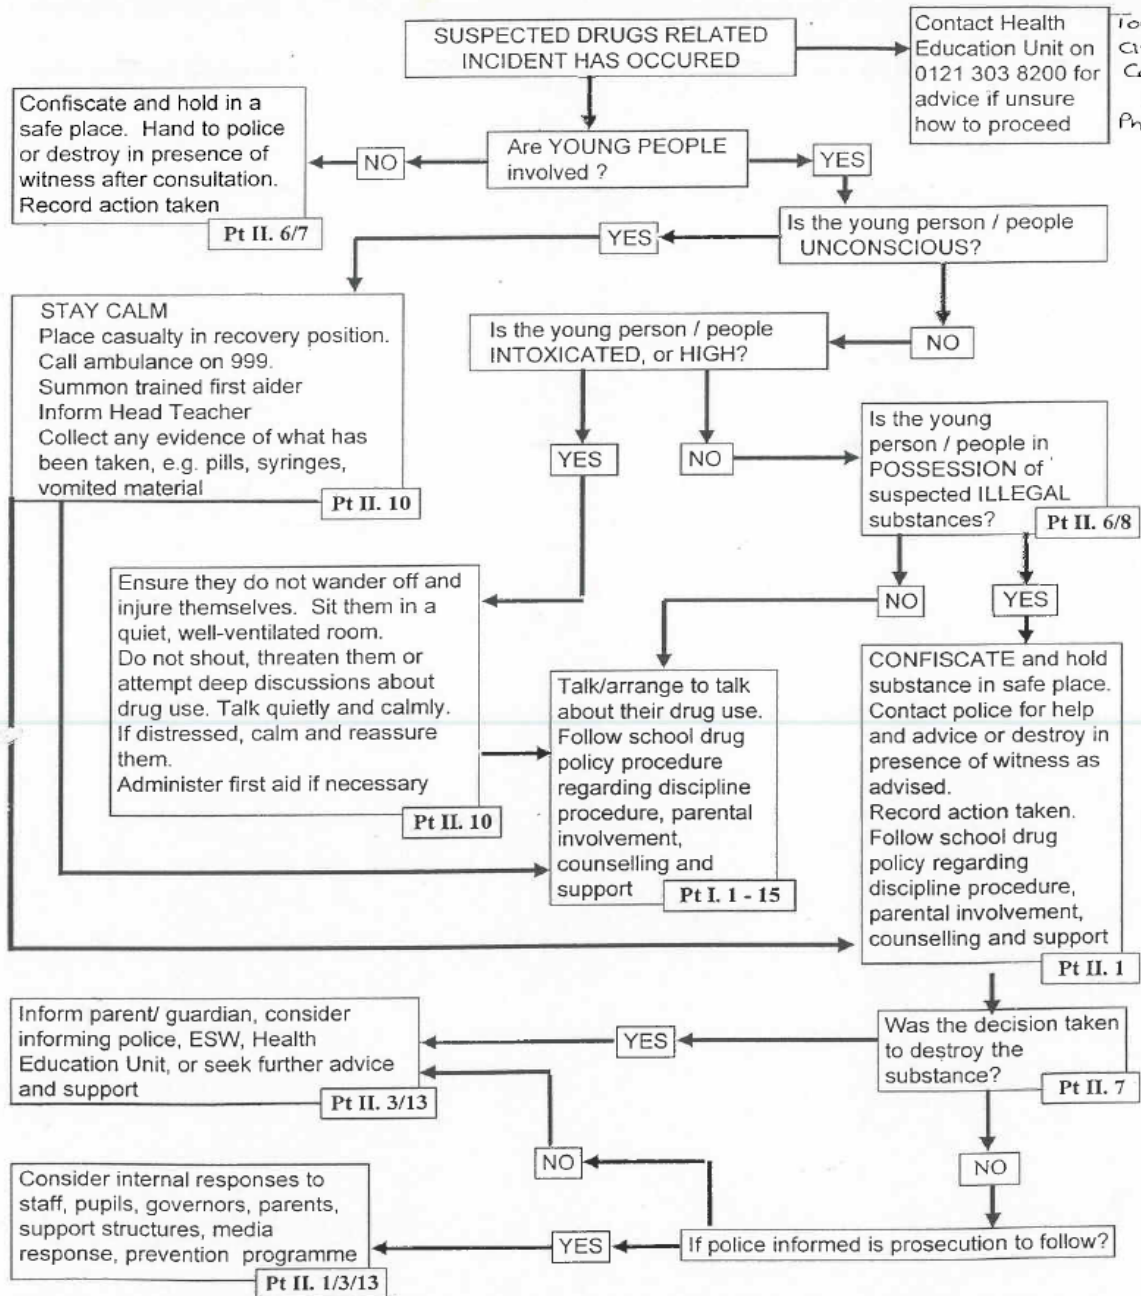 SUSPECTED DRUGS RELATED
INCIDENT HAS OCCURED
Contact Health
Education Unit on
0121 303 8200 for
advice if unsure
how to proceed
Confiscate and hold in a
safe place. Hand to police
or destroy in presence of
witness after consultation.
Record action taken
Pt II. 6/7
NO
Are YOUNG PEOPLE
involved ?
YES
Is the young person / people
UNCONSCIOUS?
YES
NO
STAY CALM
Place casualty in recovery position.
Call ambulance on 999.
Summon trained first aider
Inform Head Teacher
Collect any evidence of what has
been taken, e.g. pills, syringes,
vomited material
Pt II. 10
Is the young person / people
INTOXICATED, or HIGH?
YES
NO
Is the young
person / people in
POSSESSION of
suspected ILLEGAL
substances?
Pt II. 6/8
NO
YES
Ensure they do not wander off and
injure themselves. Sit them in a
quiet, well-ventilated room.
Do not shout, threaten them or
attempt deep discussions about
drug use. Talk quietly and calmly.
If distressed, calm and reassure
them.
Administer first aid if necessary
Pt II. 10
Talk/arrange to talk
about their drug use.
Follow school drug
policy procedure
regarding discipline
procedure, parental
involvement,
counselling and
support
Pt I. 1 - 15
CONFISCATE and hold
substance in safe place.
Contact police for help
and advice or destroy in
presence of witness as
advised.
Record action taken.
Follow school drug
policy regarding
discipline procedure,
parental involvement,
counselling and support
Pt II. 1
Inform parent/ guardian, consider
informing police, ESW, Health
Education Unit, or seek further advice
and support
Pt II. 3/13
YES
Was the decision taken
to destroy the
substance?
Pt II. 7
NO
NO
Consider internal responses to
staff, pupils, governors, parents,
support structures, media
response, prevention programme
Pt II. 1/3/13
YES
If police informed is prosecution to follow?